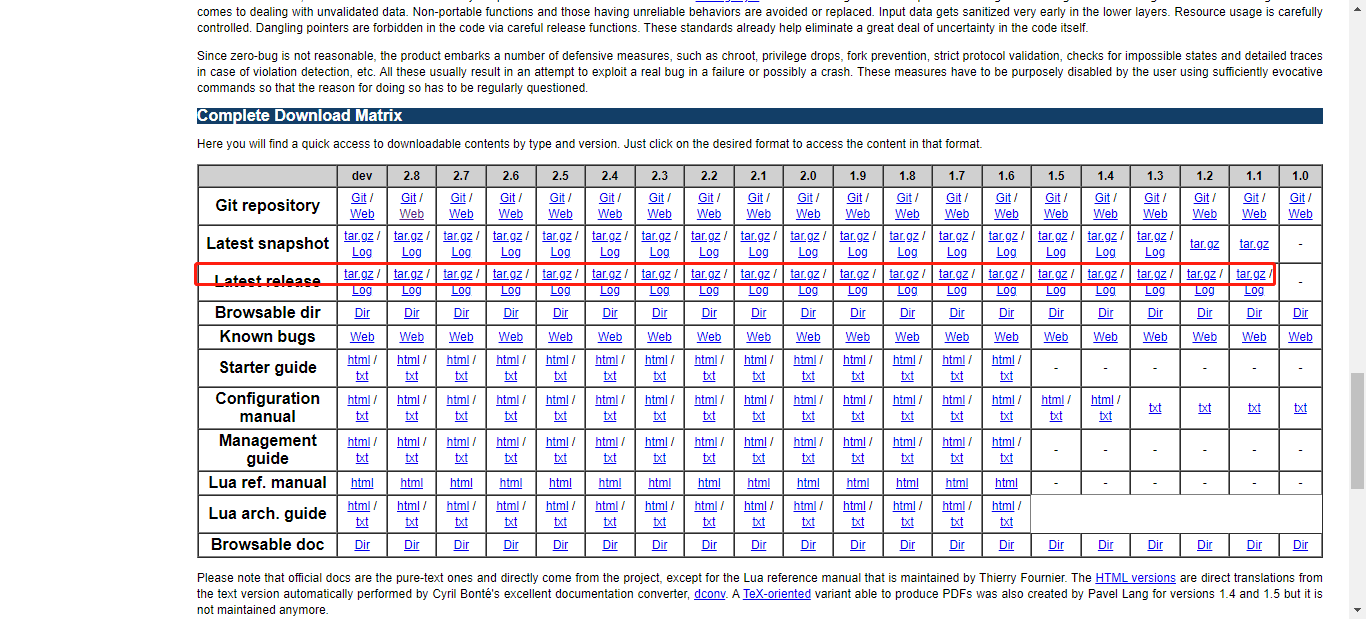 comes to dealing with unvalidated data. Non-portable functions and those having unreliable behaviors are avoided or replaced. Input data gets sanitized very early in the lower layers. Resource usage is carefully
controlled. Dangling pointers are forbidden in the code via careful release functions. These standards already help eliminate a great deal of uncertainty in the code itself.
Since zero-bug is not reasonable, the product embarks a number of defensive measures, such as chroot, privilege drops, fork prevention, strict protocol validation, checks for impossible states and detailed traces
in case of violation detection, etc. All these usually result in an attempt to exploit a real bug in a failure or possibly a crash. These measures have to be purposely disabled by the user using sufficiently evocative
commands so that the reason for doing so has to be regularly questioned.
Complete Download Matrix
Here you will find a quick access to downloadable contents by type and version. Just click on the desired format to access the content in that format.
dev 2.8 2.7 2.6 2.5 2.4 2.3 2.2 2.1 2.0 1.9 1.8 1.7 1.6 1.5 1.4 1.3 1.2 1.1 1.0
Git repository Git / Web Git / Web Git / Web Git / Web Git / Web Git / Web Git / Web Git / Web Git / Web Git / Web Git / Web Git / Web Git / Web Git / Web Git / Web Git / Web Git / Web Git / Web Git / Web Git / Web
Latest snapshot tar.gz / Log tar.gz / Log tar.gz / Log tar.gz / Log tar.gz / Log tar.gz / Log tar.gz / Log tar.gz / Log tar.gz / Log tar.gz / Log tar.gz / Log tar.gz / Log tar.gz / Log tar.gz / Log tar.gz / Log tar.gz / Log tar.gz / Log tar.gz tar.gz -
Latest release tar.gz / Log tar.gz / Log tar.gz / Log tar.gz / Log tar.gz / Log tar.gz / Log tar.gz / Log tar.gz / Log tar.gz / Log tar.gz / Log tar.gz / Log tar.gz / Log tar.gz / Log tar.gz / Log tar.gz / Log tar.gz / Log tar.gz / Log tar.gz / Log tar.gz / Log -
Browsable dir Dir Dir Dir Dir Dir Dir Dir Dir Dir Dir Dir Dir Dir Dir Dir Dir Dir Dir Dir Dir
Known bugs Web Web Web Web Web Web Web Web Web Web Web Web Web Web Web Web Web Web Web Web
Starter guide html / txt html / txt html / txt html / txt html / txt html / txt html / txt html / txt html / txt html / txt html / txt html / txt html / txt html / txt - - - - - -
Configuration manual html / txt html / txt html / txt html / txt html / txt html / txt html / txt html / txt html / txt html / txt html / txt html / txt html / txt html / txt html / txt html / txt txt txt txt txt
Management guide html / txt html / txt html / txt html / txt html / txt html / txt html / txt html / txt html / txt html / txt html / txt html / txt html / txt html / txt - - - - - -
Lua ref. manual html html html html html html html html html html html html html html - - - - - -
Lua arch. guide html / txt html / txt html / txt html / txt html / txt html / txt html / txt html / txt html / txt html / txt html / txt html / txt html / txt html / txt
Browsable doc Dir Dir Dir Dir Dir Dir Dir Dir Dir Dir Dir Dir Dir Dir Dir Dir Dir Dir Dir Dir
Please note that official docs are the pure-text ones and directly come from the project, except for the Lua reference manual that is maintained by Thierry Fournier. The HTML versions are direct translations from
the text version automatically performed by Cyril Bonté's excellent documentation converter, dconv. A TeX-oriented variant able to produce PDFs was also created by Pavel Lang for versions 1.4 and 1.5 but it is
not maintained anymore.